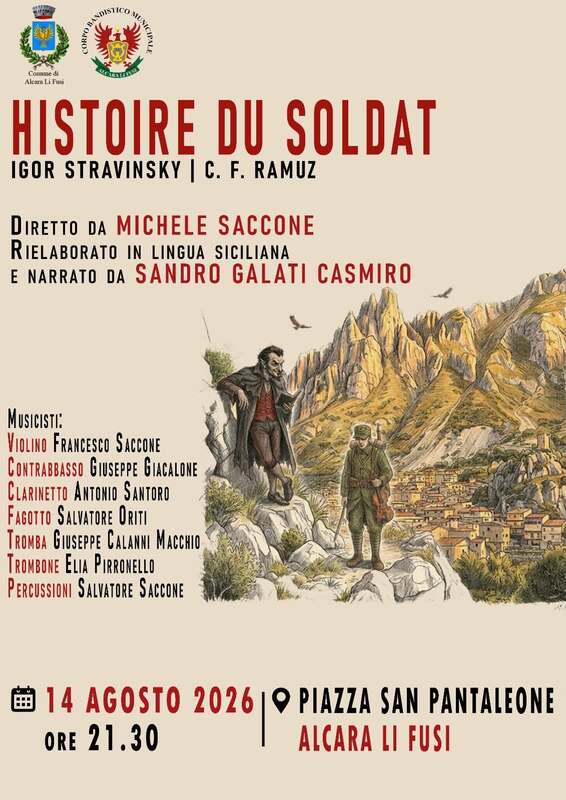 Comune di
Alcara Li Fusi
CORPO BANDISTICO MUNICIPALE
ALCARA LI FUSI
HISTOIRE DU SOLDAT
IGOR STRAVINSKY | C. F. RAMUZ
DIRETTO DA MICHELE SACCONE
RIELABORATO IN LINGUA SICILIANA
E NARRATO DA SANDRO GALATI CASMIRO
MUSICISTI:
VIOLINO FRANCESCO SACCONE
CONTRABBASSO GIUSEPPE GIACALONE
CLARINETTO ANTONIO SANTORO
FAGOTTO SALVATORE ORITI
TROMBA GIUSEPPE CALANNI MACCHIO
TROMBONE ELIA PIRRONELLO
PERCUSSIONI SALVATORE SACCONE
14 AGOSTO 2026
ORE 21.30
PIAZZA SAN PANTALEONE
ALCARA LI FUSI